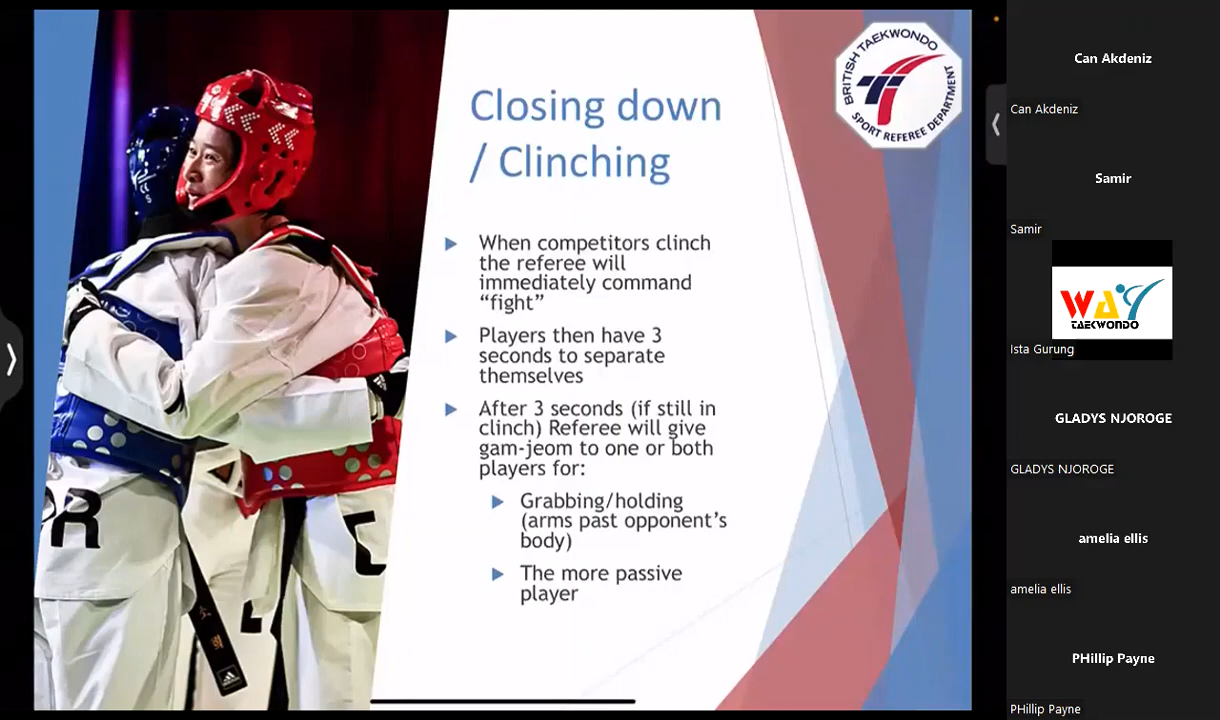 BRITISH TAEKWONDO
SPORT REFEREE DEPARTMENT
Closing down
/ Clinching
When competitors clinch
the referee will
immediately command
“fight”
Players then have 3
seconds to separate
themselves
After 3 seconds (if still in
clinch) Referee will give
gam-jeom to one or both
players for:
Grabbing/holding
(arms past opponent’s
body)
The more passive
player
adidas
Can Akdeniz
Can Akdeniz
Samir
Samir
WAY
TAEKWONDO
Ista Gurung
GLADYS NJOROGE
GLADYS NJOROGE
amelia ellis
amelia ellis
PHillip Payne
PHillip Payne